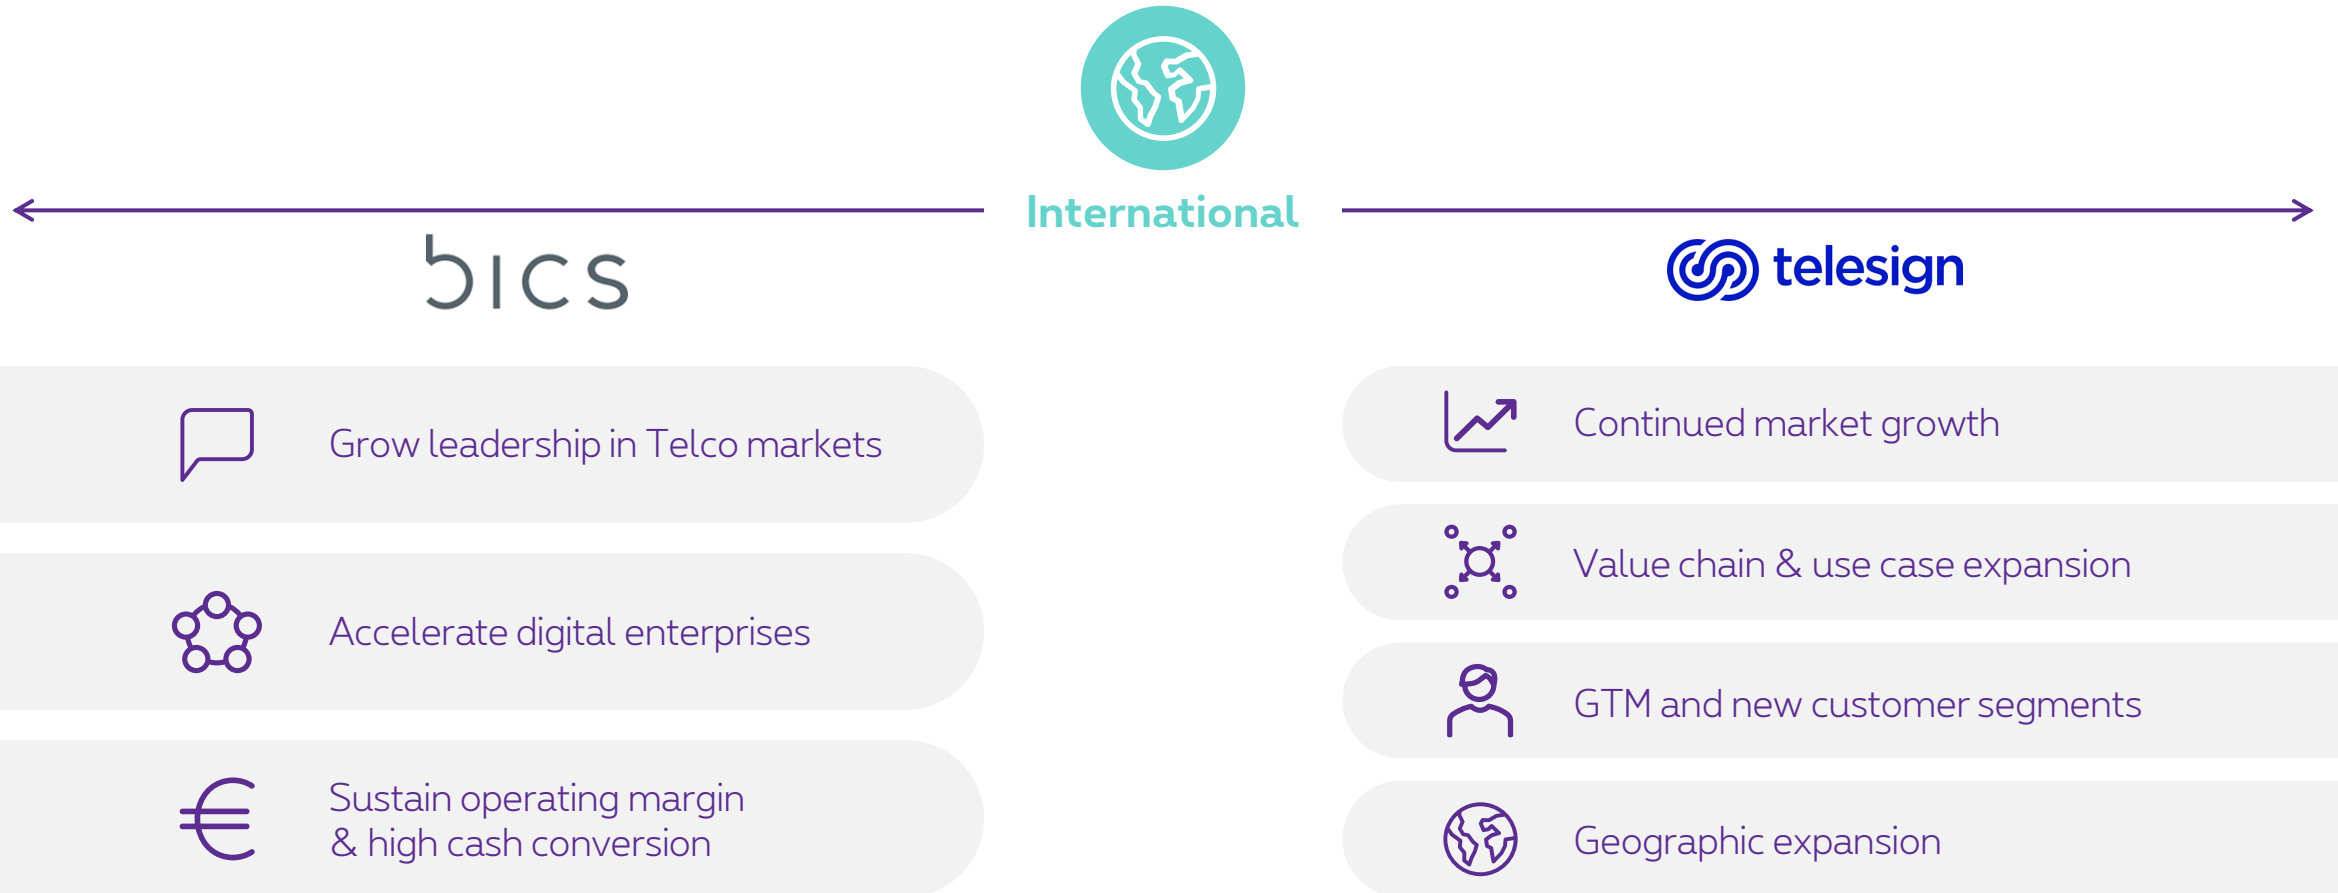 International
bics
Grow leadership in Telco markets
Accelerate digital enterprises
Sustain operating margin
& high cash conversion
telesign
Continued market growth
Value chain & use case expansion
GTM and new customer segments
Geographic expansion